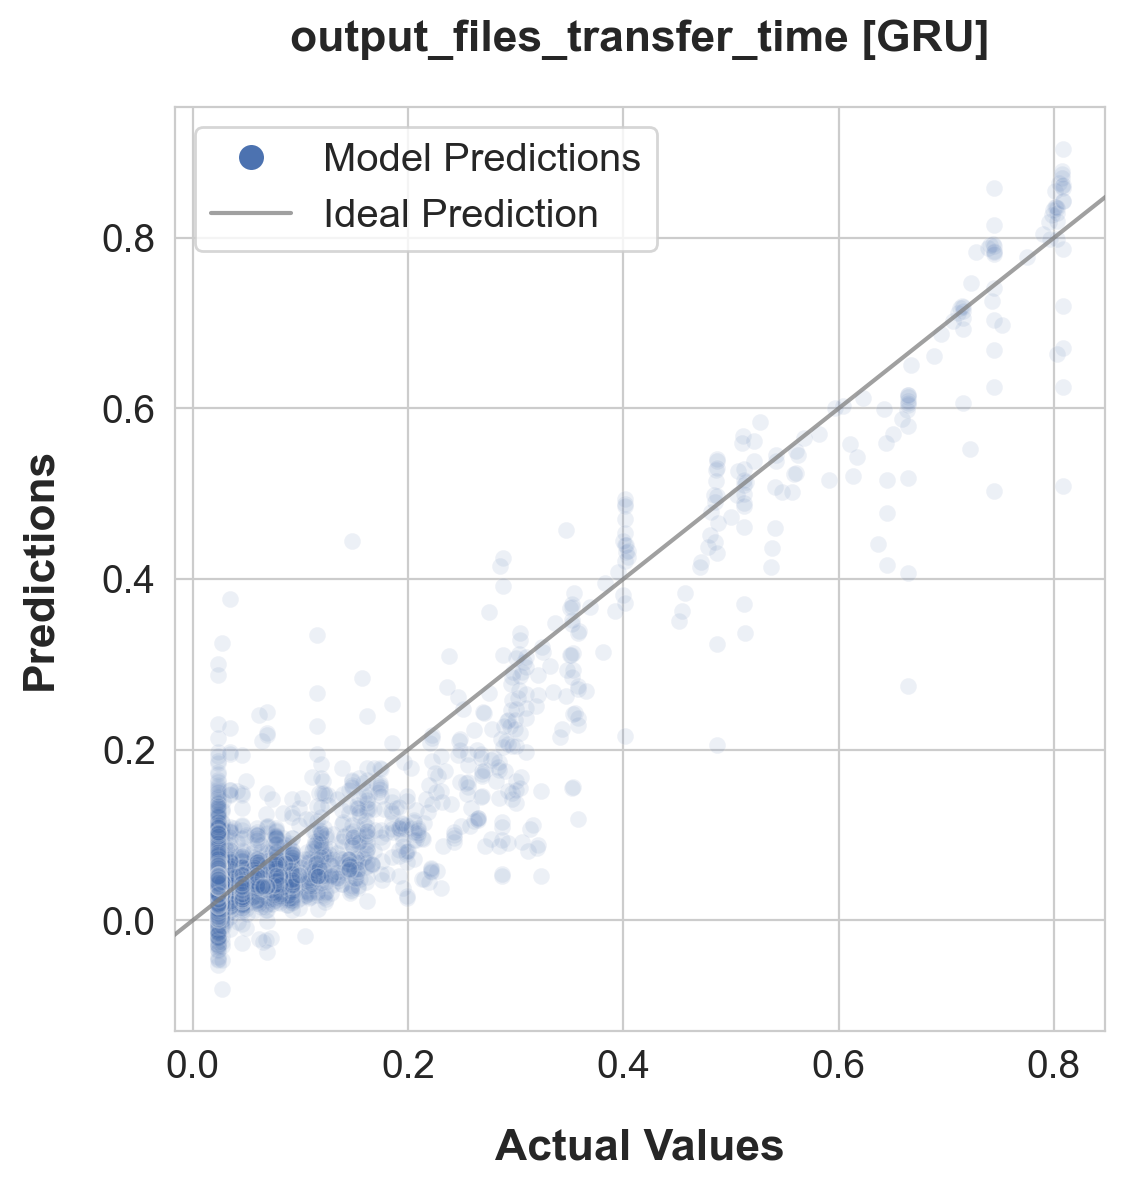 output_files_transfer_time [GRU]
Model Predictions
Ideal Prediction
0.8
0.6
0.4
0.2
0.0
Predictions
0.0 0.2 0.4 0.6 0.8
Actual Values